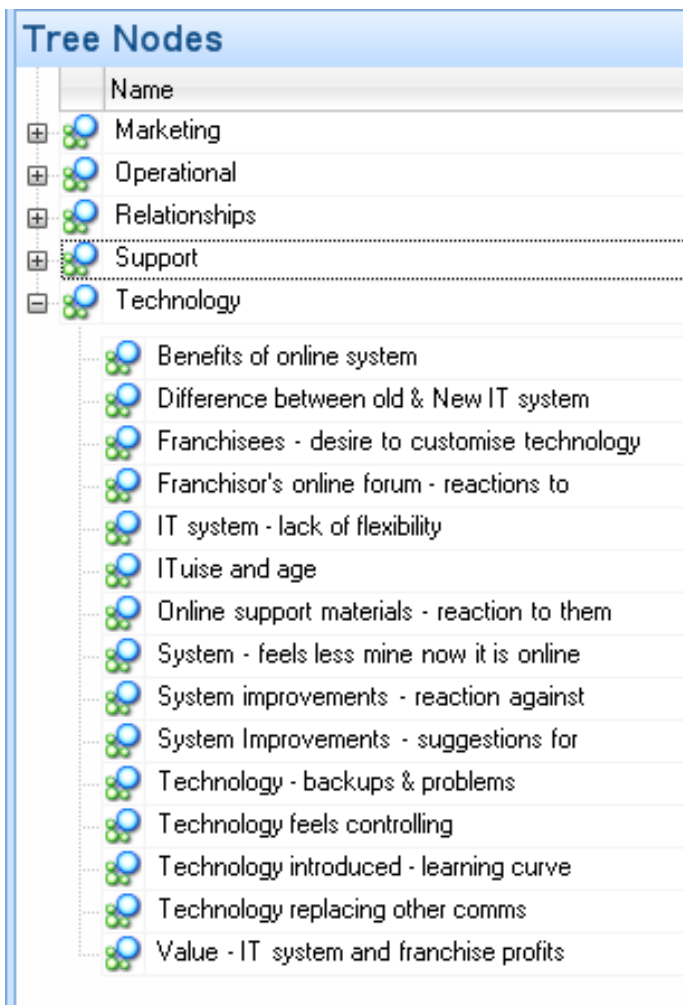 Tree Nodes
Name
Marketing
Operational
Relationships
Support
Technology
Benefits of online system
Difference between old & New IT system
Franchisees - desire to customise technology
Franchisor's online forum - reactions to
IT system - lack of flexibility
ITuise and age
Online support materials - reaction to them
System - feels less mine now it is online
System improvements - reaction against
System Improvements - suggestions for
Technology - backups & problems
Technology feels controlling
Technology introduced - learning curve
Technology replacing other comms
Value - IT system and franchise profits